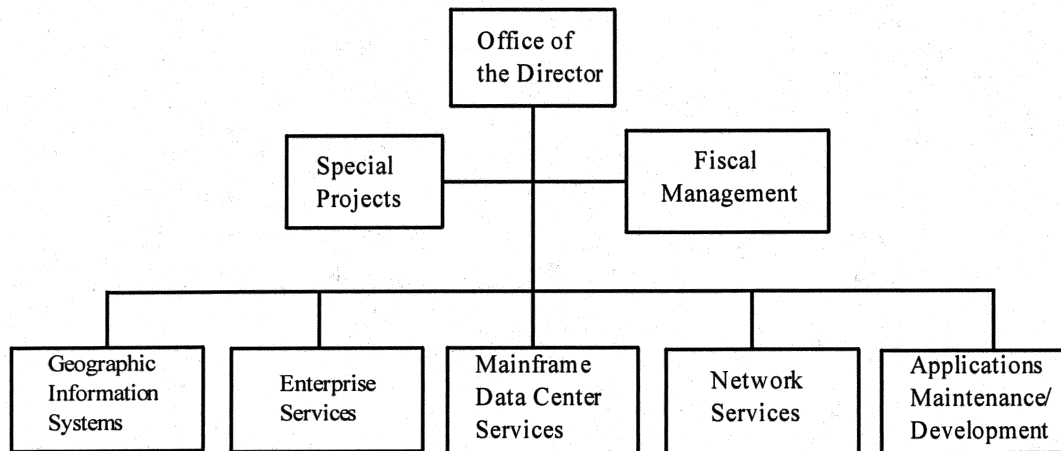 Office of
the Director
Special
Projects
Fiscal
Management
Geographic
Information
Systems
Enterprise
Services
Mainframe
Data Center
Services
Network
Services
Applications
Maintenance/
Development